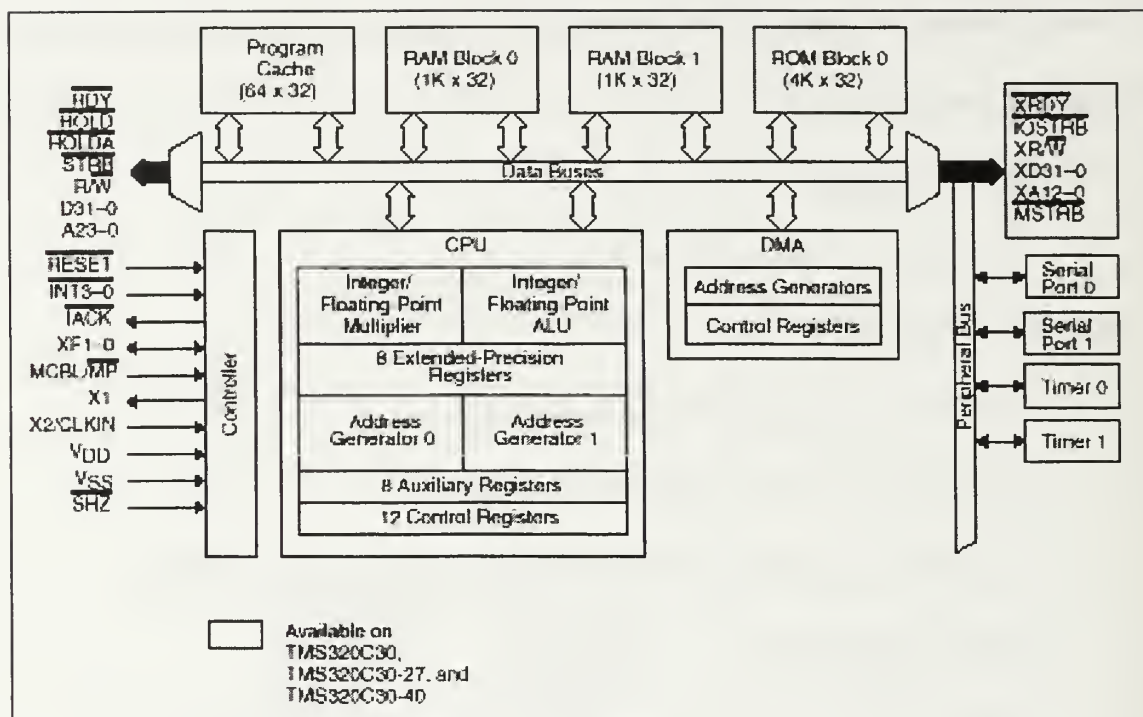 Program
Cache
(64 x 32)
RAM Block 0
(1K x 32)
RAM Block 1
(1K x 32)
ROM Block 0
(4K x 32)
RDY
HOLD
HOLDA
STRB
R/W
D31-0
A23-0
Data Buses
XRDY
IOSTRB
XR/W
XD31-0
XA12-0
MSTRB
RESET
INT3-0
IACK
XF1-0
MCBL/MP
X1
X2/CLKIN
VDD
VSS
SHZ
Controller
CPU
Integer/
Floating Point
Multiplier
Integer/
Floating Point
ALU
8 Extended-Precision
Registers
Address
Generator 0
Address
Generator 1
8 Auxiliary Registers
12 Control Registers
DMA
Address Generators
Control Registers
Peripheral Bus
Serial
Port 0
Serial
Port 1
Timer 0
Timer 1
Available on
TMS320C30,
TMS320C30-27, and
TMS320C30-40